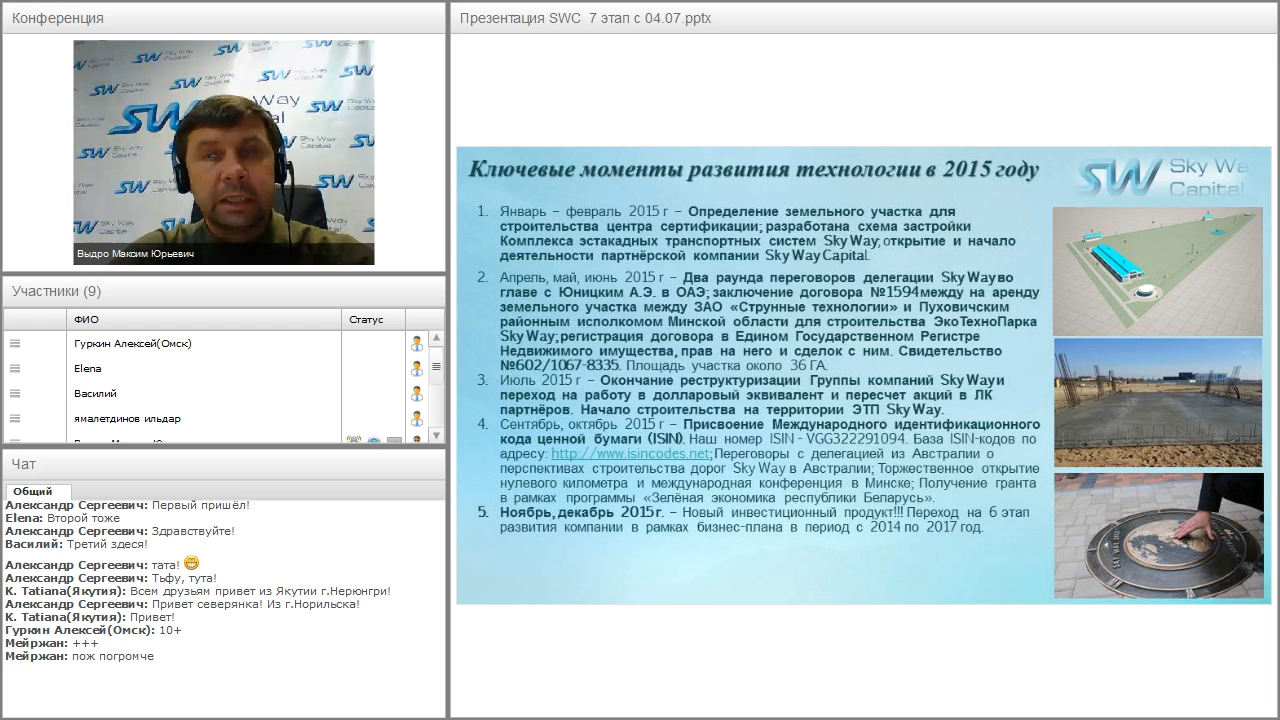 Конференция
SW Sky Way Capital
Выдро Максим Юрьевич
Участники (9)
ФИО
Статус
Гуркин Алексей(Омск)
Elena
Василий
ямалетдинов ильдар
Чат
Общий
Александр Сергеевич: Первый пришёл!
Elena: Второй тоже
Александр Сергеевич: Здравствуйте!
Василий: Третий здеся!
Александр Сергеевич: тата!
Александр Сергеевич: Тьфу, тута!
K. Tatiana(Якутия): Всем друзьям привет из Якутии г.Нерюнгри!
Александр Сергеевич: Привет северянка! Из г.Норильска!
K. Tatiana(Якутия): Привет!
Гуркин Алексей(Омск): 10+
Мейржан: +++
Мейржан: пож погромче
Презентация SWC 7 этап с 04.07.pptx
Ключевые моменты развития технологии в 2015 году
SW Sky Wa
Capital
1. Январь – февраль 2015 г – Определение земельного участка для
строительства центра сертификации; разработана схема застройки
Комплекса эстакадных транспортных систем Sky Way; открытие и начало
деятельности партнёрской компании Sky Way Capital.
2. Апрель, май, июнь 2015 г – Два раунда переговоров делегации Sky Way во
главе с Юницким А.Э. в ОАЭ; заключение договора №1594 между на аренду
земельного участка между ЗАО «Струнные технологии» и Пуховичским
районным исполкомом Минской области для строительства ЭкоТехноПарка
Sky Way; регистрация договора в Едином Государственном Регистре
Недвижимого имущества, прав на него и сделок с ним. Свидетельство
№602/1067-8335. Площадь участка около 36 ГА.
3. Июль 2015 г – Окончание реструктуризации Группы компаний Sky Way и
переход на работу в долларовый эквивалент и пересчет акций в ЛК
партнёров. Начало строительства на территории ЭТП Sky Way.
4. Сентябрь, октябрь 2015 г – Присвоение Международного идентификационного
кода ценной бумаги (ISIN). Наш номер ISIN - VGG322291094. База ISIN-кодов по
адресу: http://www.isincodes.net; Переговоры с делегацией из Австралии о
перспективах строительства дорог Sky Way в Австралии; Торжественное открытие
нулевого километра и международная конференция в Минске; Получение гранта
в рамках программы «Зелёная экономика республики Беларусь».
5. Ноябрь, декабрь 2015 г. – Новый инвестиционный продукт!!! Переход на 6 этап
развития компании в рамках бизнес-плана в период с 2014 по 2017 год.